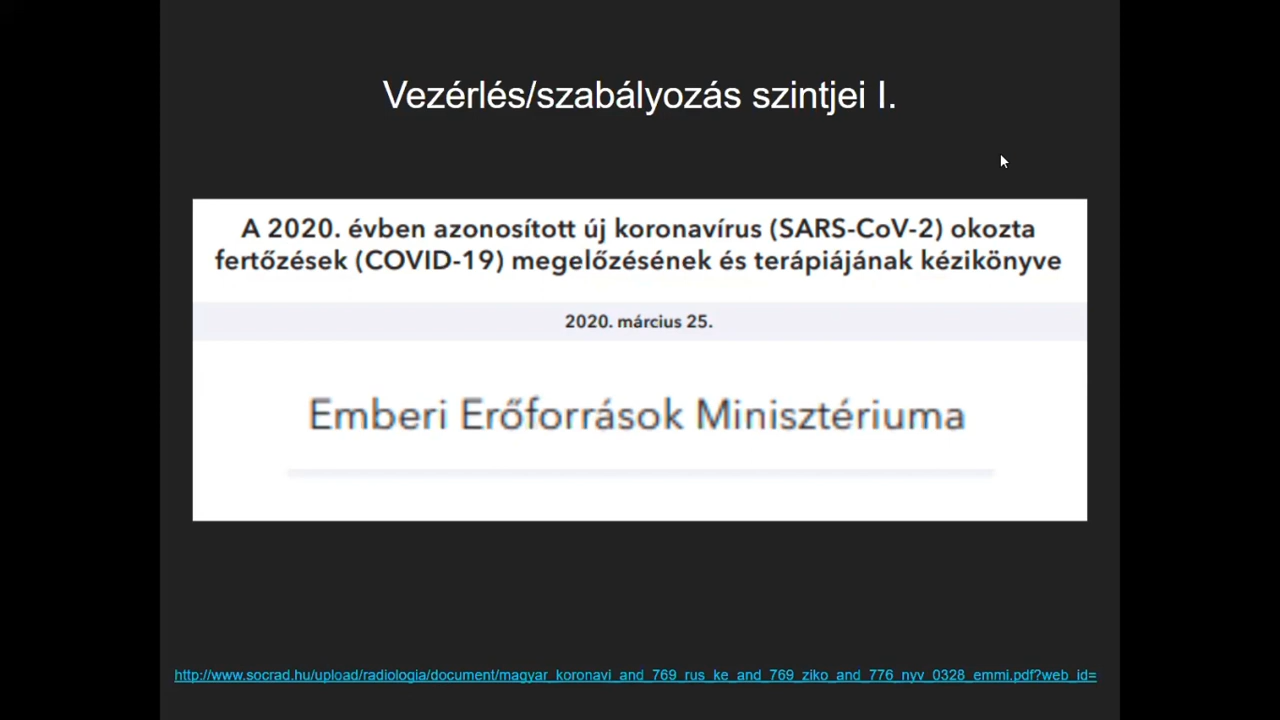 Vezérlés/szabályozás szintjei I.
A 2020. évben azonosított új koronavírus (SARS-CoV-2) okozta
fertőzések (COVID-19) megelőzésének és terápiájának kézikönyve
2020. március 25.
Emberi Erőforrások Minisztériuma
http://www.socrad.hu/upload/radiologia/document/magyar_koronavi_and_769_rus_ke_and_769_ziko_and_776_nyv_0328_emmi.pdf?web_id=